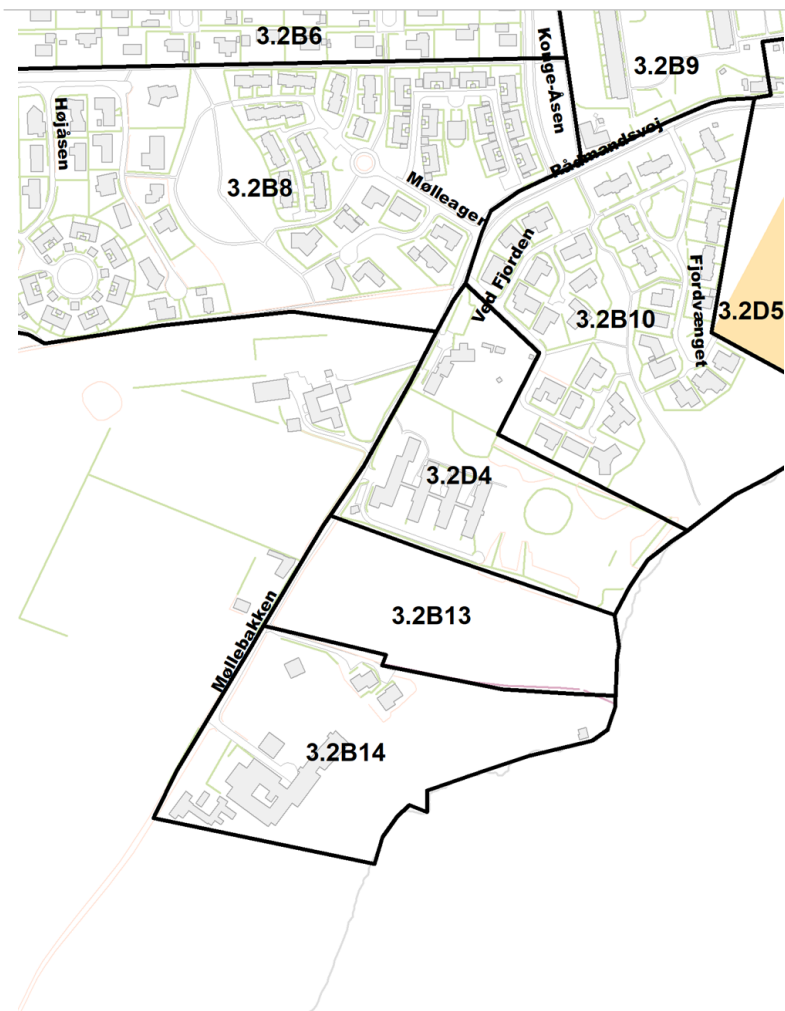 3.2B6
Konge-Åsen
3.2B9
Højåsen
Rådmandsvej
3.2B8
Mølleager
Ved Fjorden
Fjordvænget
3.2D5
3.2B10
3.2D4
3.2B13
Møllebakken
3.2B14